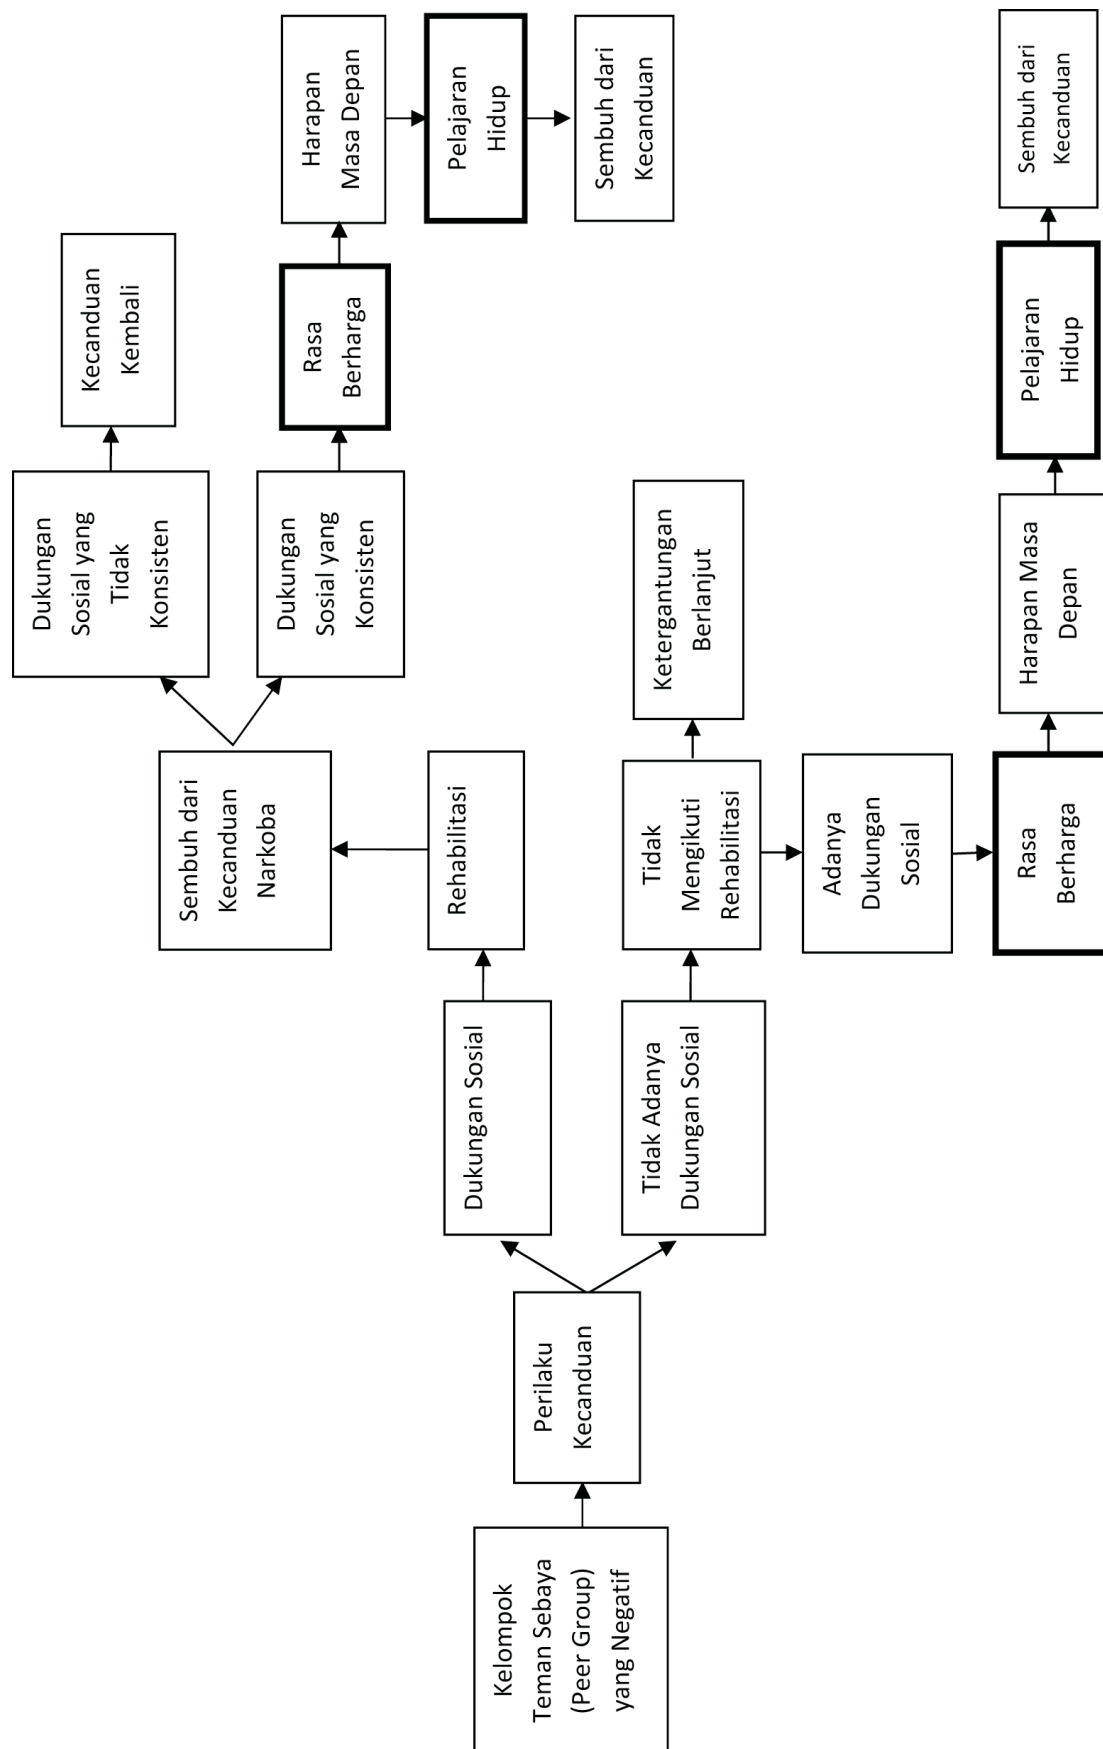 Kelompok
Teman Sebaya
(Peer Group)
yang Negatif
Perilaku
Kecanduan
Dukungan Sosial
Tidak Adanya
Dukungan Sosial
Rehabilitasi
Sembuh dari
Kecanduan
Narkoba
Dukungan
Sosial yang
Tidak
Konsisten
Kecanduan
Kembali
Dukungan
Sosial yang
Konsisten
Rasa
Berharga
Harapan
Masa Depan
Pelajaran
Hidup
Sembuh dari
Kecanduan
Tidak
Mengikuti
Rehabilitasi
Ketergantungan
Berlanjut
Adanya
Dukungan
Sosial
Rasa
Berharga
Harapan Masa
Depan
Pelajaran
Hidup
Sembuh dari
Kecanduan